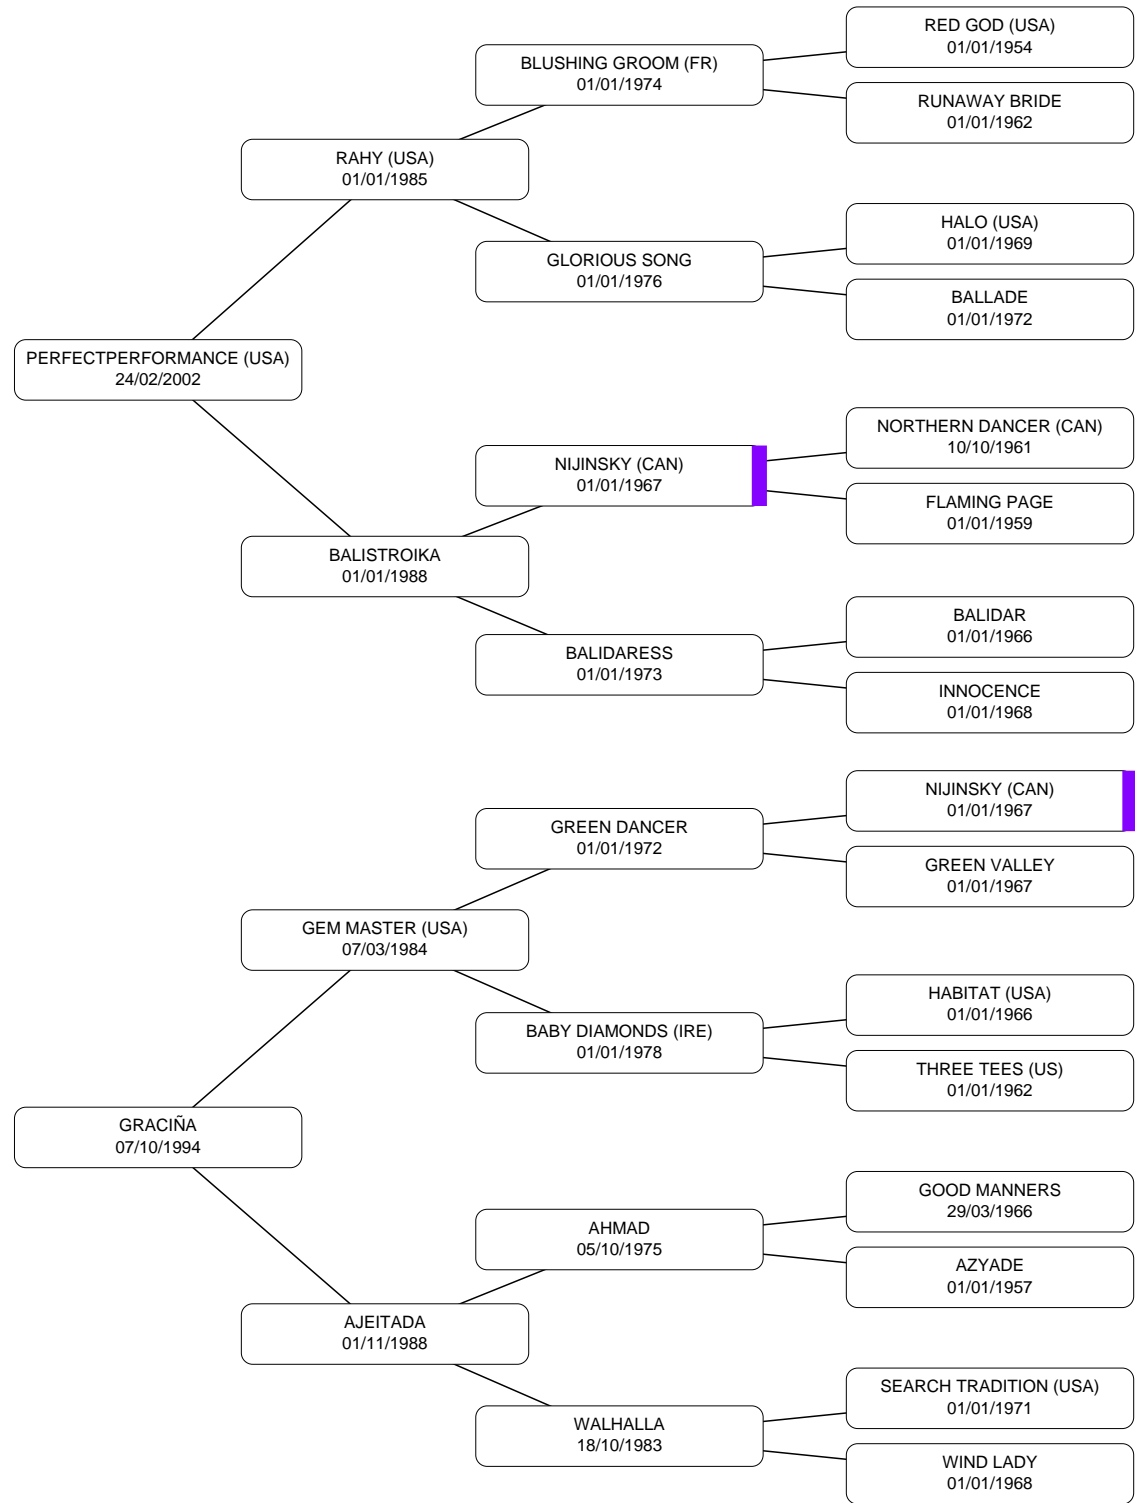 RED GOD (USA)
01/01/1954
BLUSHING GROOM (FR)
01/01/1974
RUNAWAY BRIDE
01/01/1962
RAHY (USA)
01/01/1985
HALO (USA)
01/01/1969
GLORIOUS SONG
01/01/1976
BALLADE
01/01/1972
PERFECTPERFORMANCE (USA)
24/02/2002
NORTHERN DANCER (CAN)
10/10/1961
NIJINSKY (CAN)
01/01/1967
FLAMING PAGE
01/01/1959
BALISTROIKA
01/01/1988
BALIDAR
01/01/1966
BALIDARESS
01/01/1973
INNOCENCE
01/01/1968
NIJINSKY (CAN)
01/01/1967
GREEN DANCER
01/01/1972
GREEN VALLEY
01/01/1967
GEM MASTER (USA)
07/03/1984
HABITAT (USA)
01/01/1966
BABY DIAMONDS (IRE)
01/01/1978
THREE TEES (US)
01/01/1962
GRACIÑA
07/10/1994
GOOD MANNERS
29/03/1966
AHMAD
05/10/1975
AZYADE
01/01/1957
AJEITADA
01/11/1988
SEARCH TRADITION (USA)
01/01/1971
WALHALLA
18/10/1983
WIND LADY
01/01/1968